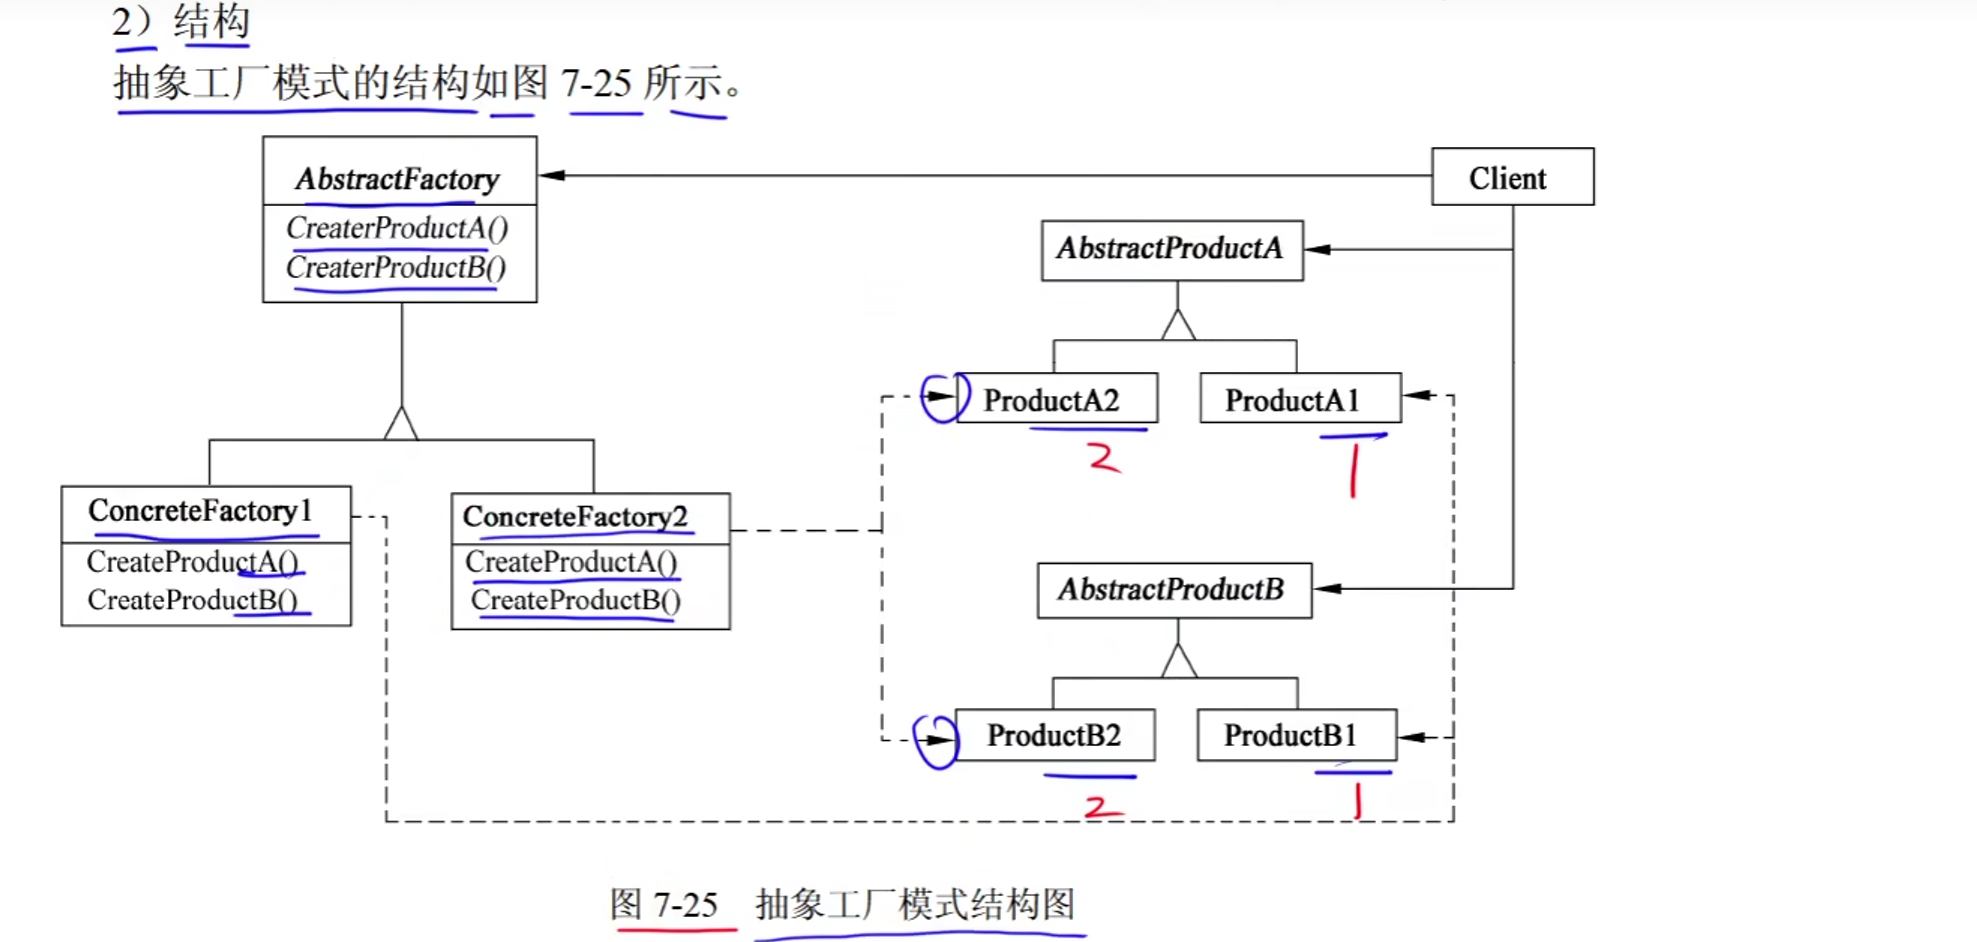 2）结构
抽象工厂模式的结构如图 7-25 所示。
AbstractFactory
CreaterProductA()
CreaterProductB()
Client
AbstractProductA
ProductA2
ProductA1
2
1
ConcreteFactory1
CreateProductA()
CreateProductB()
ConcreteFactory2
CreateProductA()
CreateProductB()
AbstractProductB
ProductB2
ProductB1
2
1
图 7-25 抽象工厂模式结构图